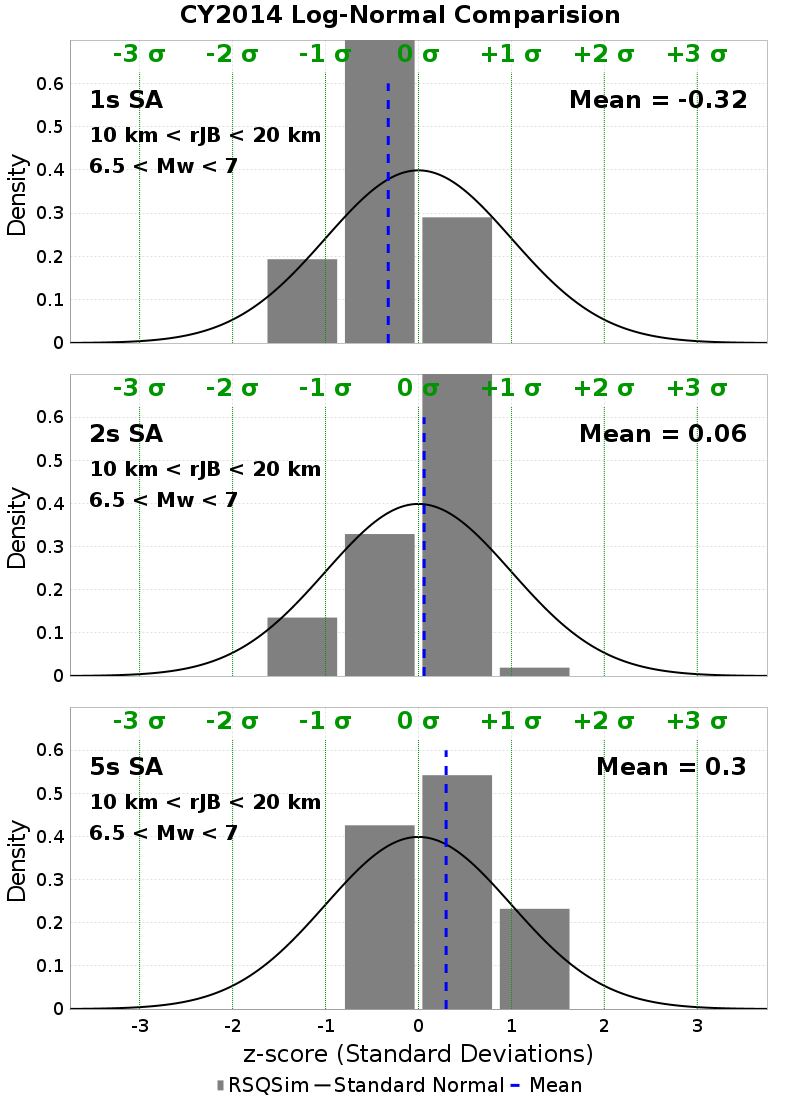 CY2014 Log-Normal Comparision
-3 σ -2 σ -1 σ 0 σ +1 σ +2 σ +3 σ
0.6
1s SA Mean = -0.32
0.5
10 km < rJB < 20 km
6.5 < Mw < 7
0.4
0.3
0.2
0.1
0
Density
-3 σ -2 σ -1 σ 0 σ +1 σ +2 σ +3 σ
0.6
2s SA Mean = 0.06
0.5
10 km < rJB < 20 km
6.5 < Mw < 7
0.4
0.3
0.2
0.1
0
Density
-3 σ -2 σ -1 σ 0 σ +1 σ +2 σ +3 σ
0.6
5s SA Mean = 0.3
0.5
10 km < rJB < 20 km
6.5 < Mw < 7
0.4
0.3
0.2
0.1
0
Density
-3 -2 -1 0 1 2 3
z-score (Standard Deviations)
RSQSim Standard Normal Mean